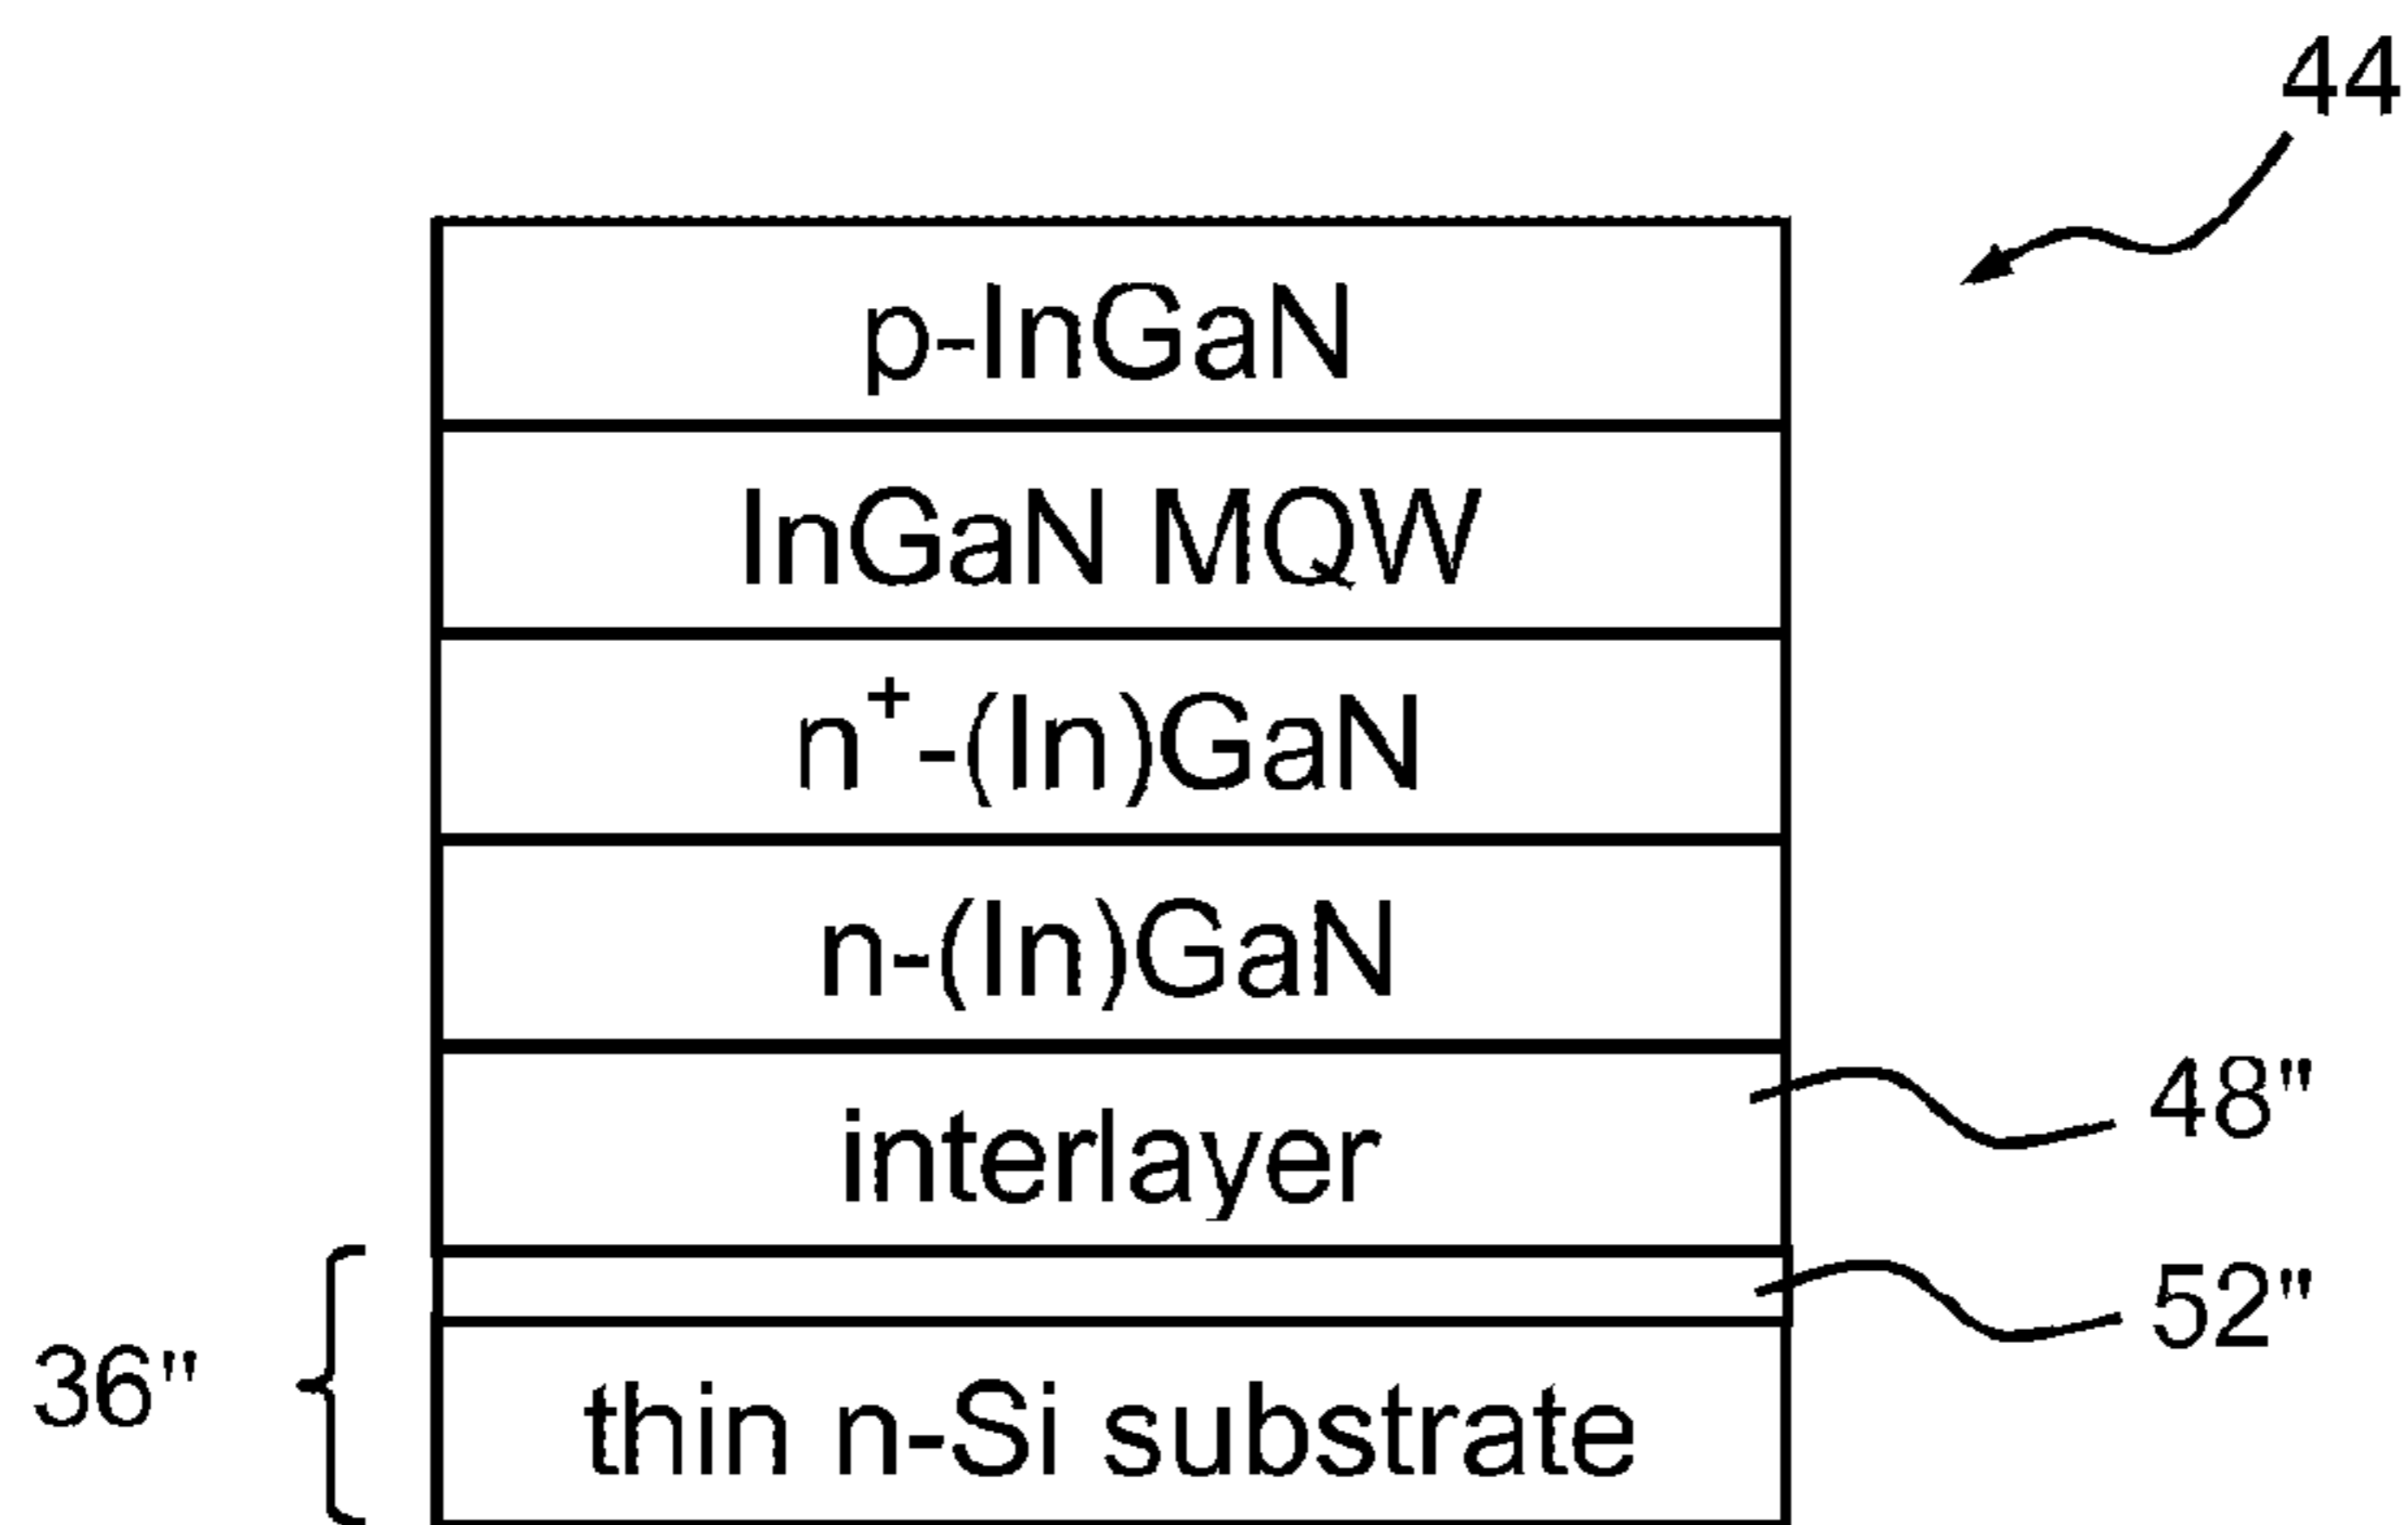 44
p-InGaN
InGaN MQW
n⁺-(In)GaN
n-(In)GaN
interlayer
48"
52"
36"
thin n-Si substrate